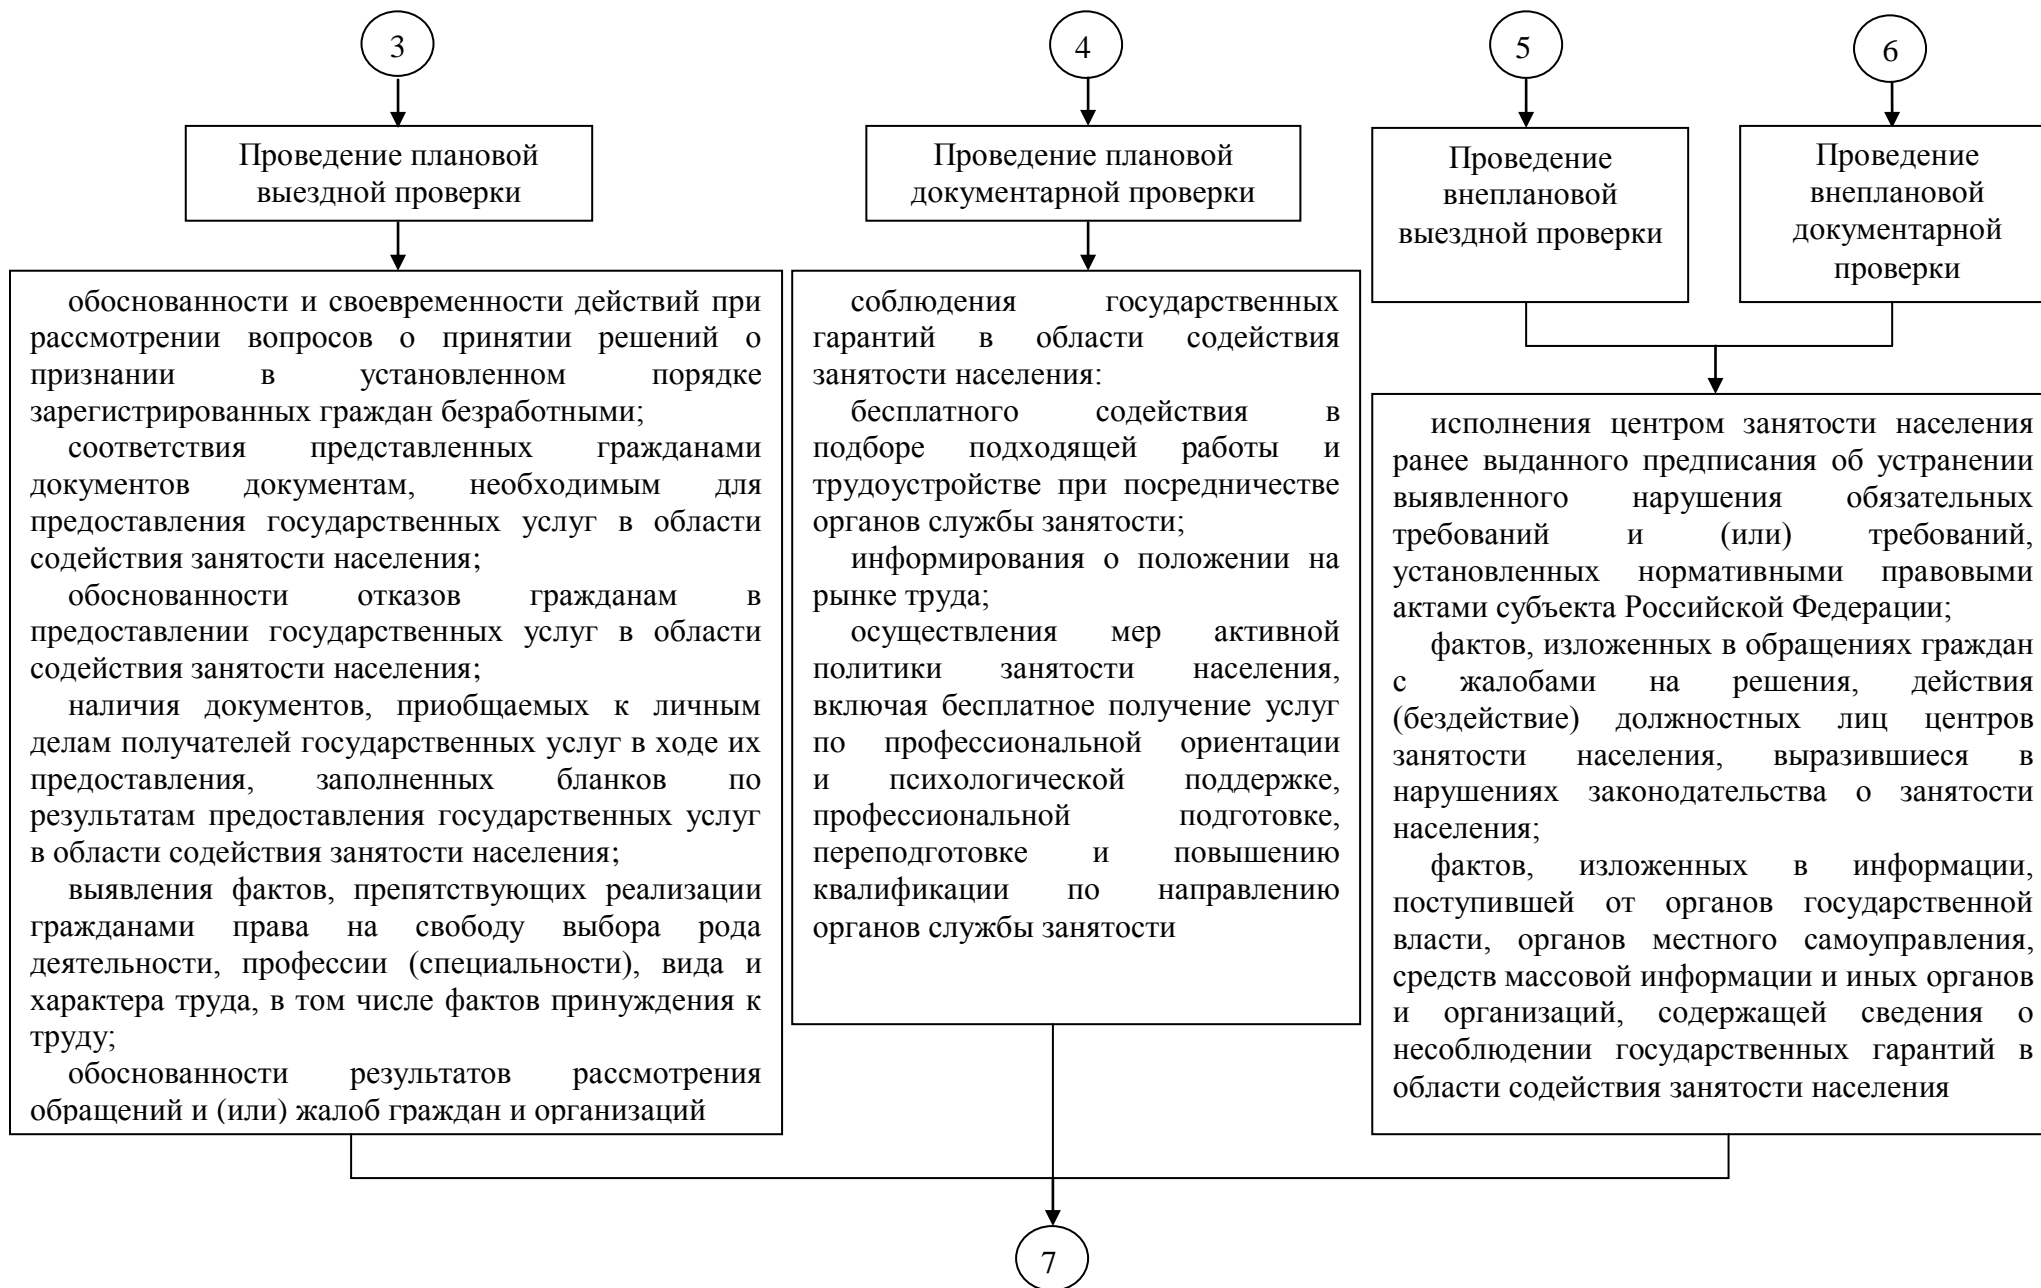 3
4
5
6
Проведение плановой
выездной проверки
Проведение плановой
документарной проверки
Проведение
внеплановой
выездной проверки
Проведение
внеплановой
документарной
проверки
обоснованности и своевременности действий при
рассмотрении вопросов о принятии решений о
признании в установленном порядке
зарегистрированных граждан безработными;
соответствия представленных гражданами
документов документам, необходимым для
предоставления государственных услуг в области
содействия занятости населения;
обоснованности отказов гражданам в
предоставлении государственных услуг в области
содействия занятости населения;
наличия документов, приобщаемых к личным
делам получателей государственных услуг в ходе их
предоставления, заполненных бланков по
результатам предоставления государственных услуг
в области содействия занятости населения;
выявления фактов, препятствующих реализации
гражданами права на свободу выбора рода
деятельности, профессии (специальности), вида и
характера труда, в том числе фактов принуждения к
труду;
обоснованности результатов рассмотрения
обращений и (или) жалоб граждан и организаций
соблюдения государственных
гарантий в области содействия
занятости населения:
бесплатного содействия в
подборе подходящей работы и
трудоустройстве при посредничестве
органов службы занятости;
информирования о положении на
рынке труда;
осуществления мер активной
политики занятости населения,
включая бесплатное получение услуг
по профессиональной ориентации
и психологической поддержке,
профессиональной подготовке,
переподготовке и повышению
квалификации по направлению
органов службы занятости
исполнения центром занятости населения
ранее выданного предписания об устранении
выявленного нарушения обязательных
требований и (или) требований,
установленных нормативными правовыми
актами субъекта Российской Федерации;
фактов, изложенных в обращениях граждан
с жалобами на решения, действия
(бездействие) должностных лиц центров
занятости населения, выразившиеся в
нарушениях законодательства о занятости
населения;
фактов, изложенных в информации,
поступившей от органов государственной
власти, органов местного самоуправления,
средств массовой информации и иных органов
и организаций, содержащей сведения о
несоблюдении государственных гарантий в
области содействия занятости населения
7